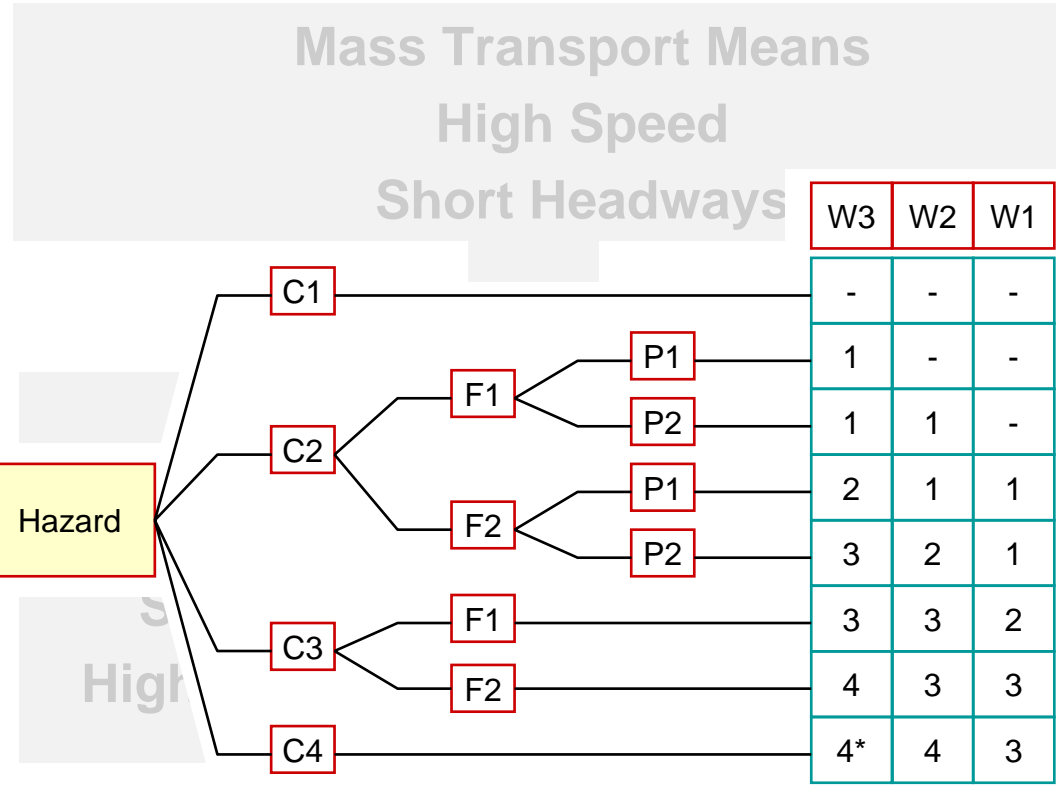 Mass Transport Means
High Speed
Short Headways
W3 W2 W1
C1 - - -
P1 1 - -
F1
P2 1 1 -
C2
P1 2 1 1
Hazard
F2
P2 3 2 1
F1 3 3 2
C3
High
F2 4 3 3
C4 4* 4 3